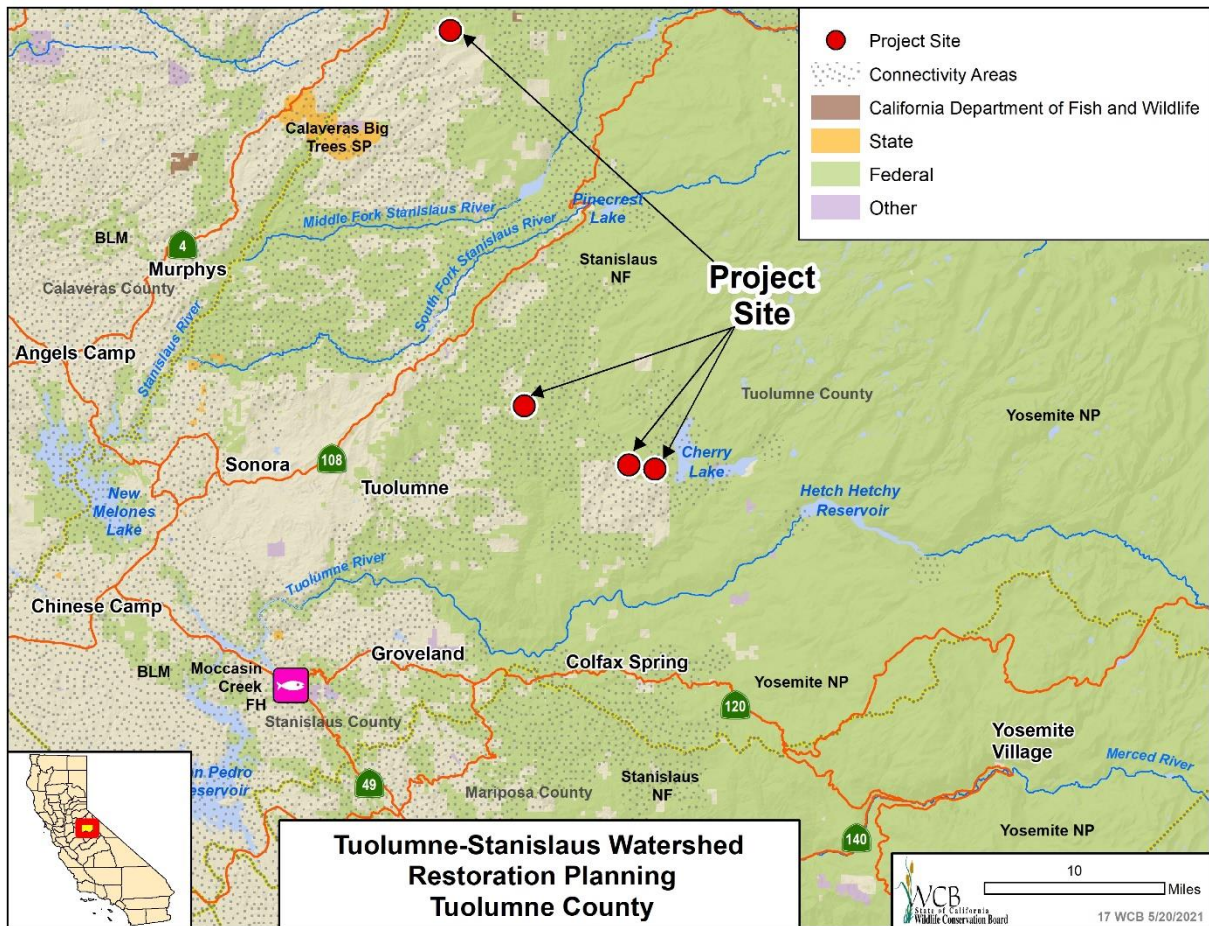 Project Site
Connectivity Areas
California Department of Fish and Wildlife
State
Federal
Other
Calaveras Big
Trees SP
Middle Fork Stanislaus River
Pinecrest
Lake
South Fork Stanislaus River
BLM
4
Murphys
Calaveras County
Stanislaus
NF
Project
Site
Stanislaus River
Angels Camp
Tuolumne County
Yosemite NP
108
Sonora
Tuolumne
Cherry
Lake
New
Melones
Lake
Hetch Hetchy
Reservoir
Tuolumne River
Chinese Camp
Groveland
Colfax Spring
BLM
Moccasin
Creek
FH
Stanislaus County
Yosemite NP
120
Yosemite
Village
Merced River
Pedro
49
Mariposa County
Stanislaus
NF
140
Yosemite NP
Tuolumne-Stanislaus Watershed
Restoration Planning
Tuolumne County
WCB
State of California
Wildlife Conservation Board
10
Miles
17 WCB 5/20/2021